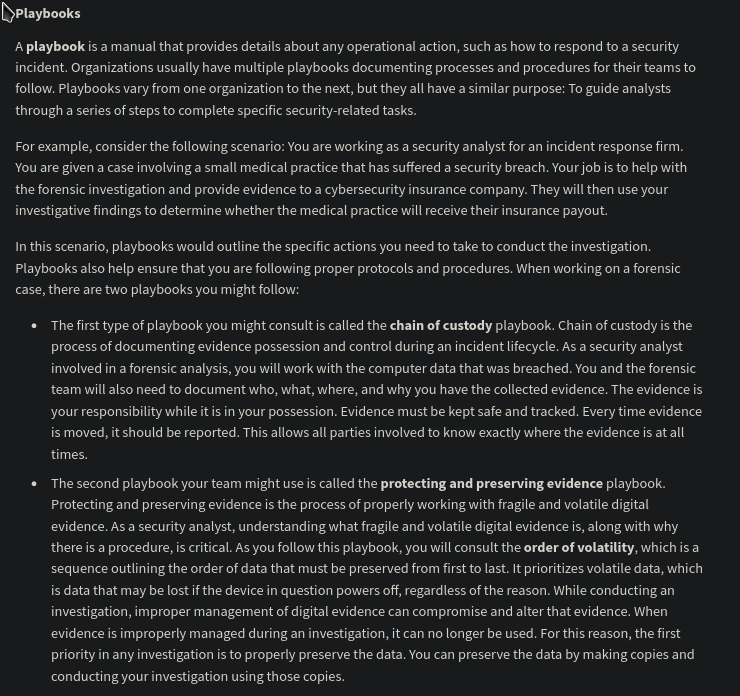 Playbooks
A playbook is a manual that provides details about any operational action, such as how to respond to a security
incident. Organizations usually have multiple playbooks documenting processes and procedures for their teams to
follow. Playbooks vary from one organization to the next, but they all have a similar purpose: To guide analysts
through a series of steps to complete specific security-related tasks.
For example, consider the following scenario: You are working as a security analyst for an incident response firm.
You are given a case involving a small medical practice that has suffered a security breach. Your job is to help with
the forensic investigation and provide evidence to a cybersecurity insurance company. They will then use your
investigative findings to determine whether the medical practice will receive their insurance payout.
In this scenario, playbooks would outline the specific actions you need to take to conduct the investigation.
Playbooks also help ensure that you are following proper protocols and procedures. When working on a forensic
case, there are two playbooks you might follow:
• The first type of playbook you might consult is called the chain of custody playbook. Chain of custody is the
process of documenting evidence possession and control during an incident lifecycle. As a security analyst
involved in a forensic analysis, you will work with the computer data that was breached. You and the forensic
team will also need to document who, what, where, and why you have the collected evidence. The evidence is
your responsibility while it is in your possession. Evidence must be kept safe and tracked. Every time evidence
is moved, it should be reported. This allows all parties involved to know exactly where the evidence is at all
times.
• The second playbook your team might use is called the protecting and preserving evidence playbook.
Protecting and preserving evidence is the process of properly working with fragile and volatile digital
evidence. As a security analyst, understanding what fragile and volatile digital evidence is, along with why
there is a procedure, is critical. As you follow this playbook, you will consult the order of volatility, which is a
sequence outlining the order of data that must be preserved from first to last. It prioritizes volatile data, which
is data that may be lost if the device in question powers off, regardless of the reason. While conducting an
investigation, improper management of digital evidence can compromise and alter that evidence. When
evidence is improperly managed during an investigation, it can no longer be used. For this reason, the first
priority in any investigation is to properly preserve the data. You can preserve the data by making copies and
conducting your investigation using those copies.